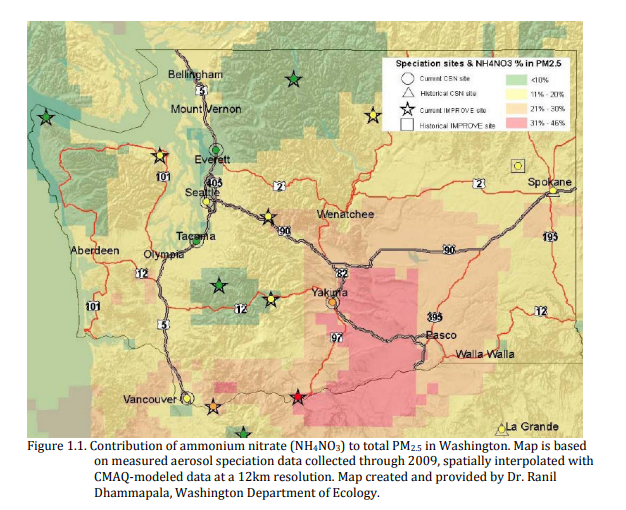 Speciation sites & NH4NO3 % in PM2.5
Current CSN site
<10%
Historical CSN site
11% - 20%
Current IMPROVE site
21% - 30%
Historical IMPROVE site
31% - 46%
Bellingham
5
Mount Vernon
Everett
101
405
2
2
Seattle
Spokane
Wenatchee
90
Tacoma
195
Aberdeen
Olympia
90
12
82
Yakima
101
12
395
12
5
Pasco
97
Walla Walla
Vancouver
La Grande
Figure 1.1. Contribution of ammonium nitrate (NH4NO3) to total PM2.5 in Washington. Map is based
on measured aerosol speciation data collected through 2009, spatially interpolated with
CMAQ-modeled data at a 12km resolution. Map created and provided by Dr. Ranil
Dhammapala, Washington Department of Ecology.